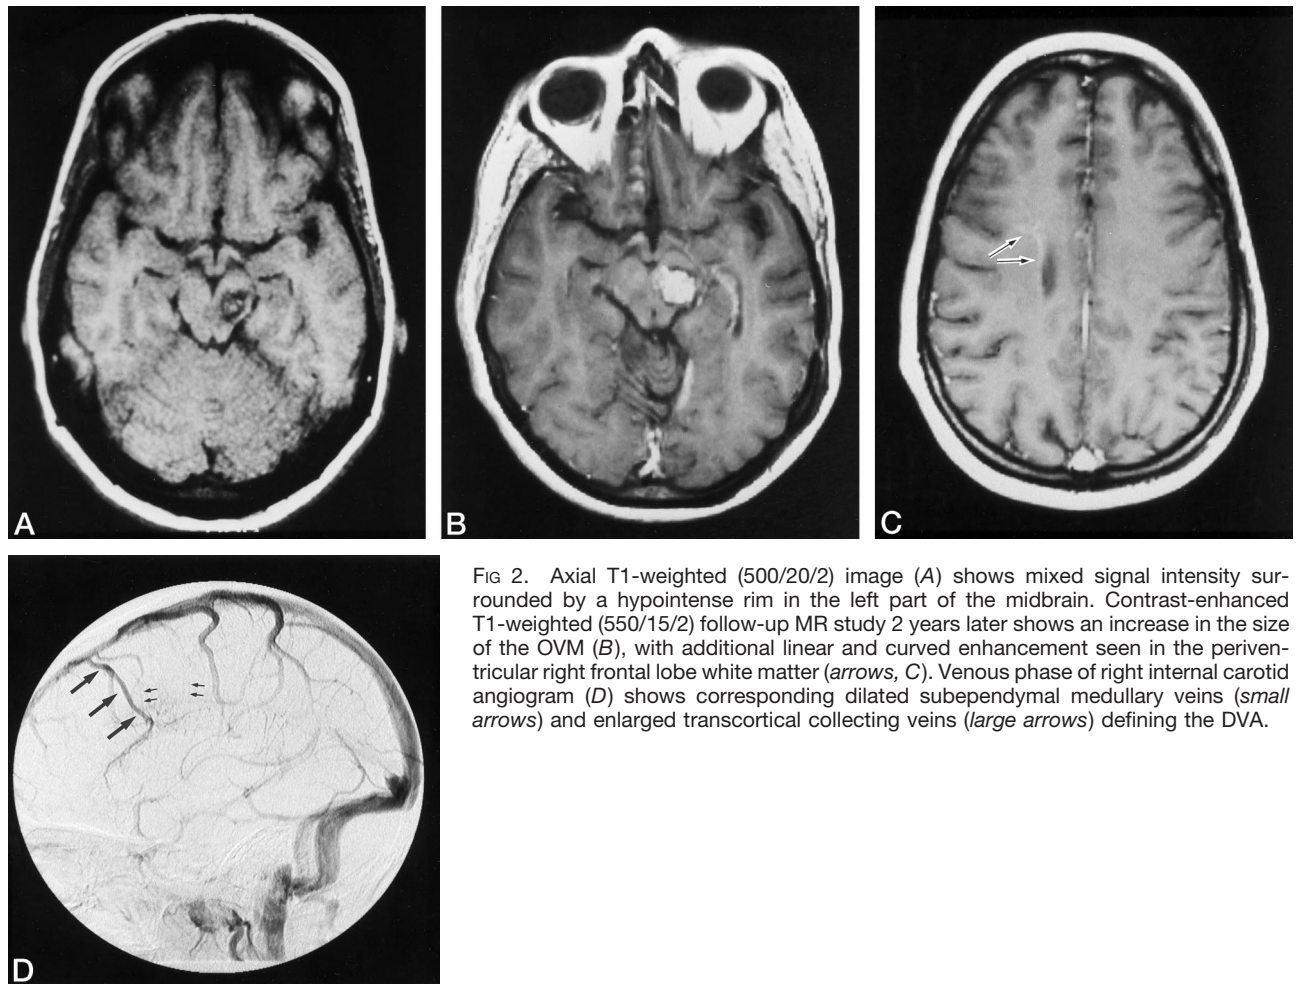 A
B
C
D
FIG 2. Axial T1-weighted (500/20/2) image (A) shows mixed signal intensity sur-
rounded by a hypointense rim in the left part of the midbrain. Contrast-enhanced
T1-weighted (550/15/2) follow-up MR study 2 years later shows an increase in the size
of the OVM (B), with additional linear and curved enhancement seen in the periven-
tricular right frontal lobe white matter (arrows, C). Venous phase of right internal carotid
angiogram (D) shows corresponding dilated subependymal medullary veins (small
arrows) and enlarged transcortical collecting veins (large arrows) defining the DVA.